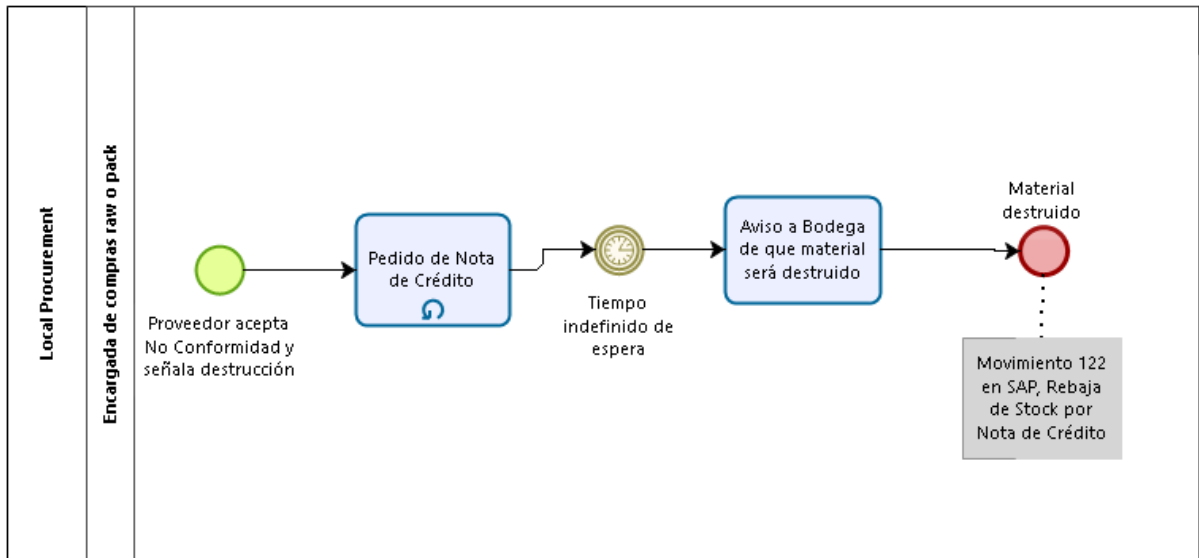 Local Procurement
Encargada de compras raw o pack
Proveedor acepta
No Conformidad y
señala destrucción
Pedido de Nota
de Crédito
Tiempo
indefinido de
espera
Aviso a Bodega
de que material
será destruido
Material
destruido
Movimiento 122
en SAP, Rebaja
de Stock por
Nota de Crédito